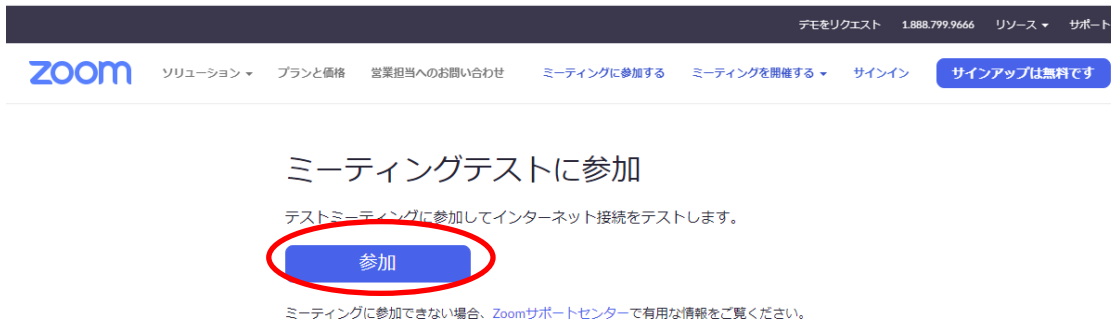 デモをリクエスト 1.888.799.9666 リソース サポート
zoom ソリューション プランと価格 営業担当へのお問い合わせ ミーティングに参加する ミーティングを開催する サインイン サインアップは無料です
ミーティングテストに参加
テストミーティングに参加してインターネット接続をテストします。
参加
ミーティングに参加できない場合、Zoomサポートセンターで有用な情報をご覧ください。